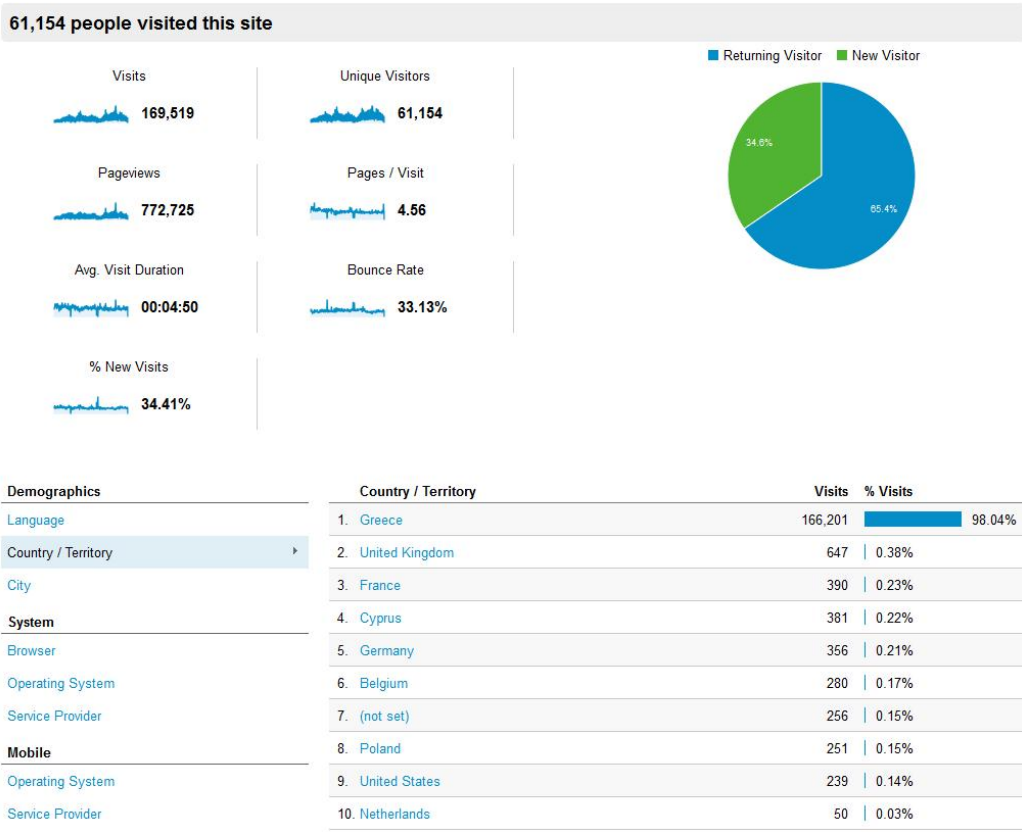 61,154 people visited this site
Visits
169,519
Unique Visitors
61,154
Pageviews
772,725
Pages / Visit
4.56
Avg. Visit Duration
00:04:50
Bounce Rate
33.13%
% New Visits
34.41%
Returning Visitor New Visitor
34.6%
65.4%
Demographics
Language
Country / Territory
City
System
Browser
Operating System
Service Provider
Mobile
Operating System
Service Provider
Country / Territory Visits % Visits
1. Greece 166,201 98.04%
2. United Kingdom 647 0.38%
3. France 390 0.23%
4. Cyprus 381 0.22%
5. Germany 356 0.21%
6. Belgium 280 0.17%
7. (not set) 256 0.15%
8. Poland 251 0.15%
9. United States 239 0.14%
10. Netherlands 50 0.03%